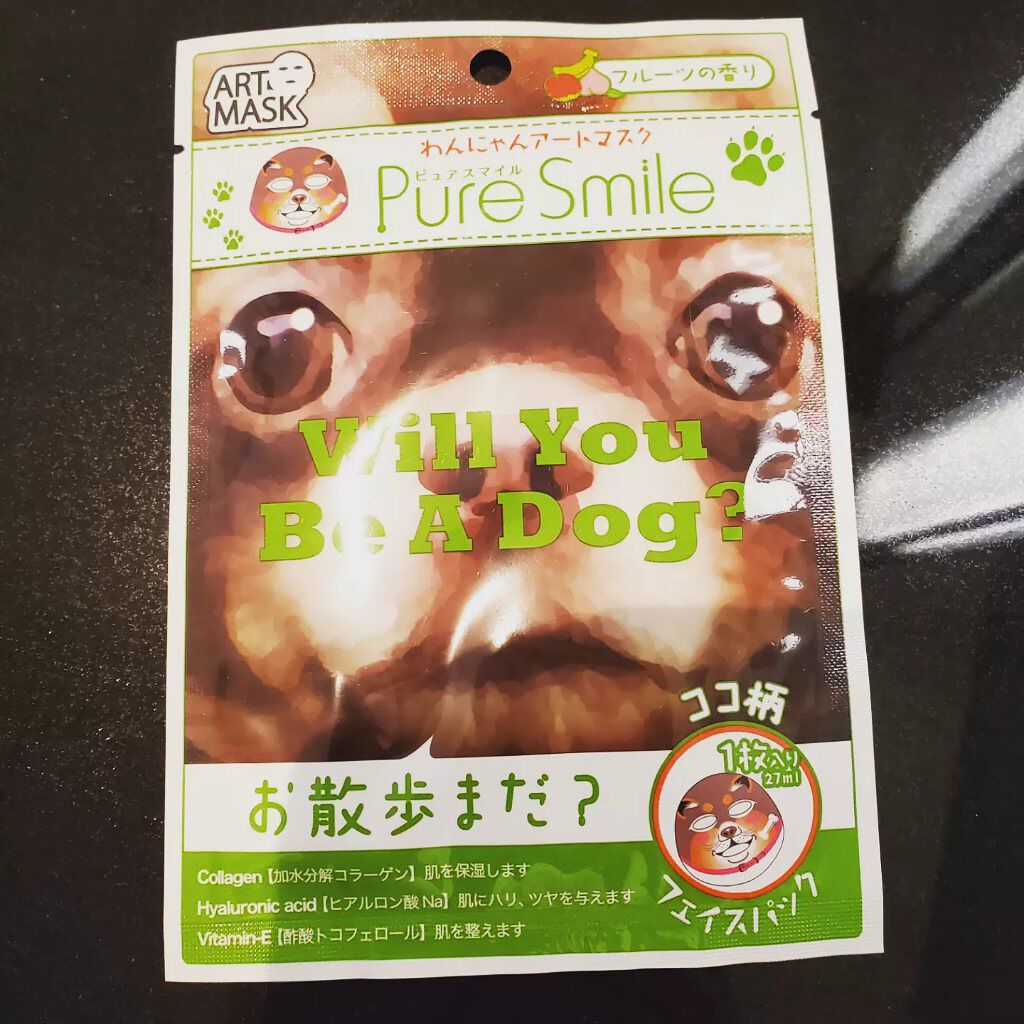 ART
MASK
フルーツの香り
わんにゃんアートマスク
ピュアスマイル
Pure Smile
Will You
Be A Dog?
ココ柄
1枚入り
27ml
お散歩まだ?
フェイスパック
Collagen【加水分解コラーゲン】肌を保湿します
Hyaluronic acid【ヒアルロン酸Na】肌にハリ、ツヤを与えます
Vitamin-E【酢酸トコフェロール】肌を整えます